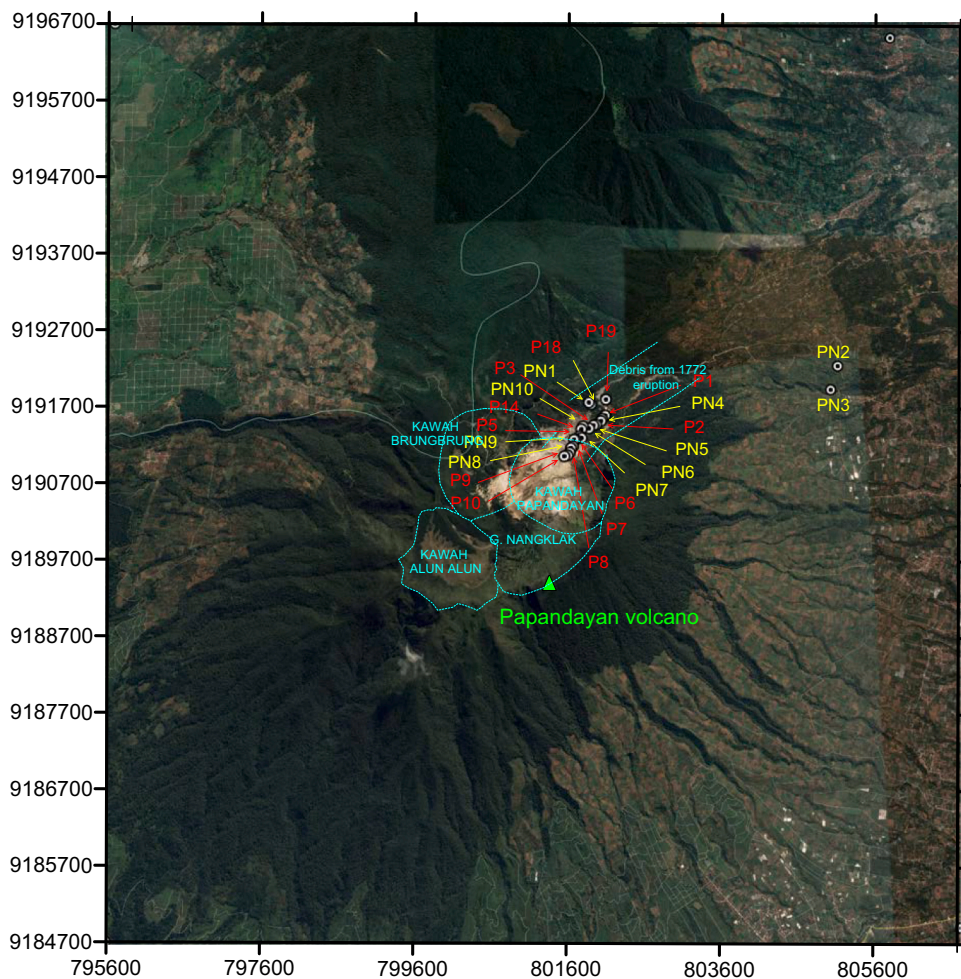 9196700
9195700
9194700
9193700
9192700
P19
P18
PN2
P3
PN1
Debris from 1772
eruption
P1
PN10
PN3
9191700
P14
PN4
P5
KAWAH
BRUNGBRUNG
P2
PN9
PN5
PN8
PN6
P9
PN7
9190700
KAWAH
PAPANDAYAN
P10
P6
P7
G. NANGKLAK
9189700
KAWAH
ALUN ALUN
P8
Papandayan volcano
9188700
9187700
9186700
9185700
9184700
795600
797600
799600
801600
803600
805600